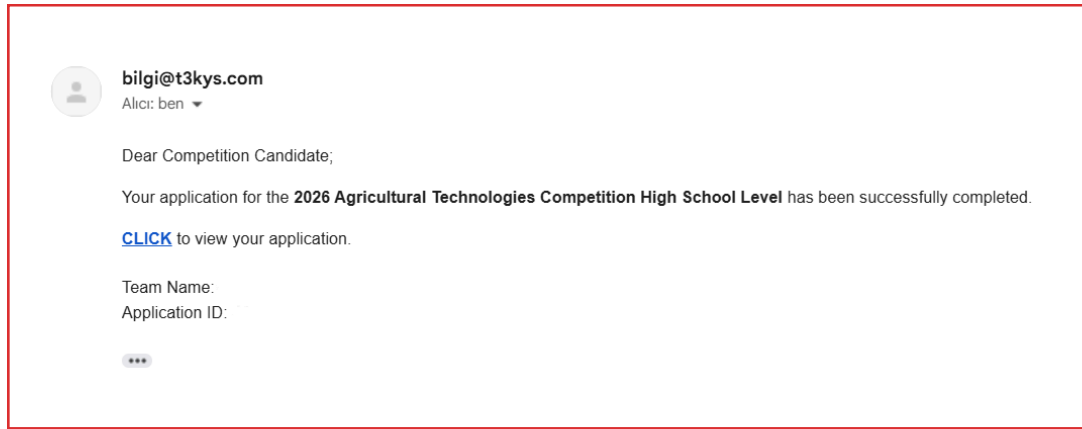 bilgi@t3kys.com
Alıcı: ben
Dear Competition Candidate;
Your application for the 2026 Agricultural Technologies Competition High School Level has been successfully completed.
CLICK to view your application.
Team Name:
Application ID: